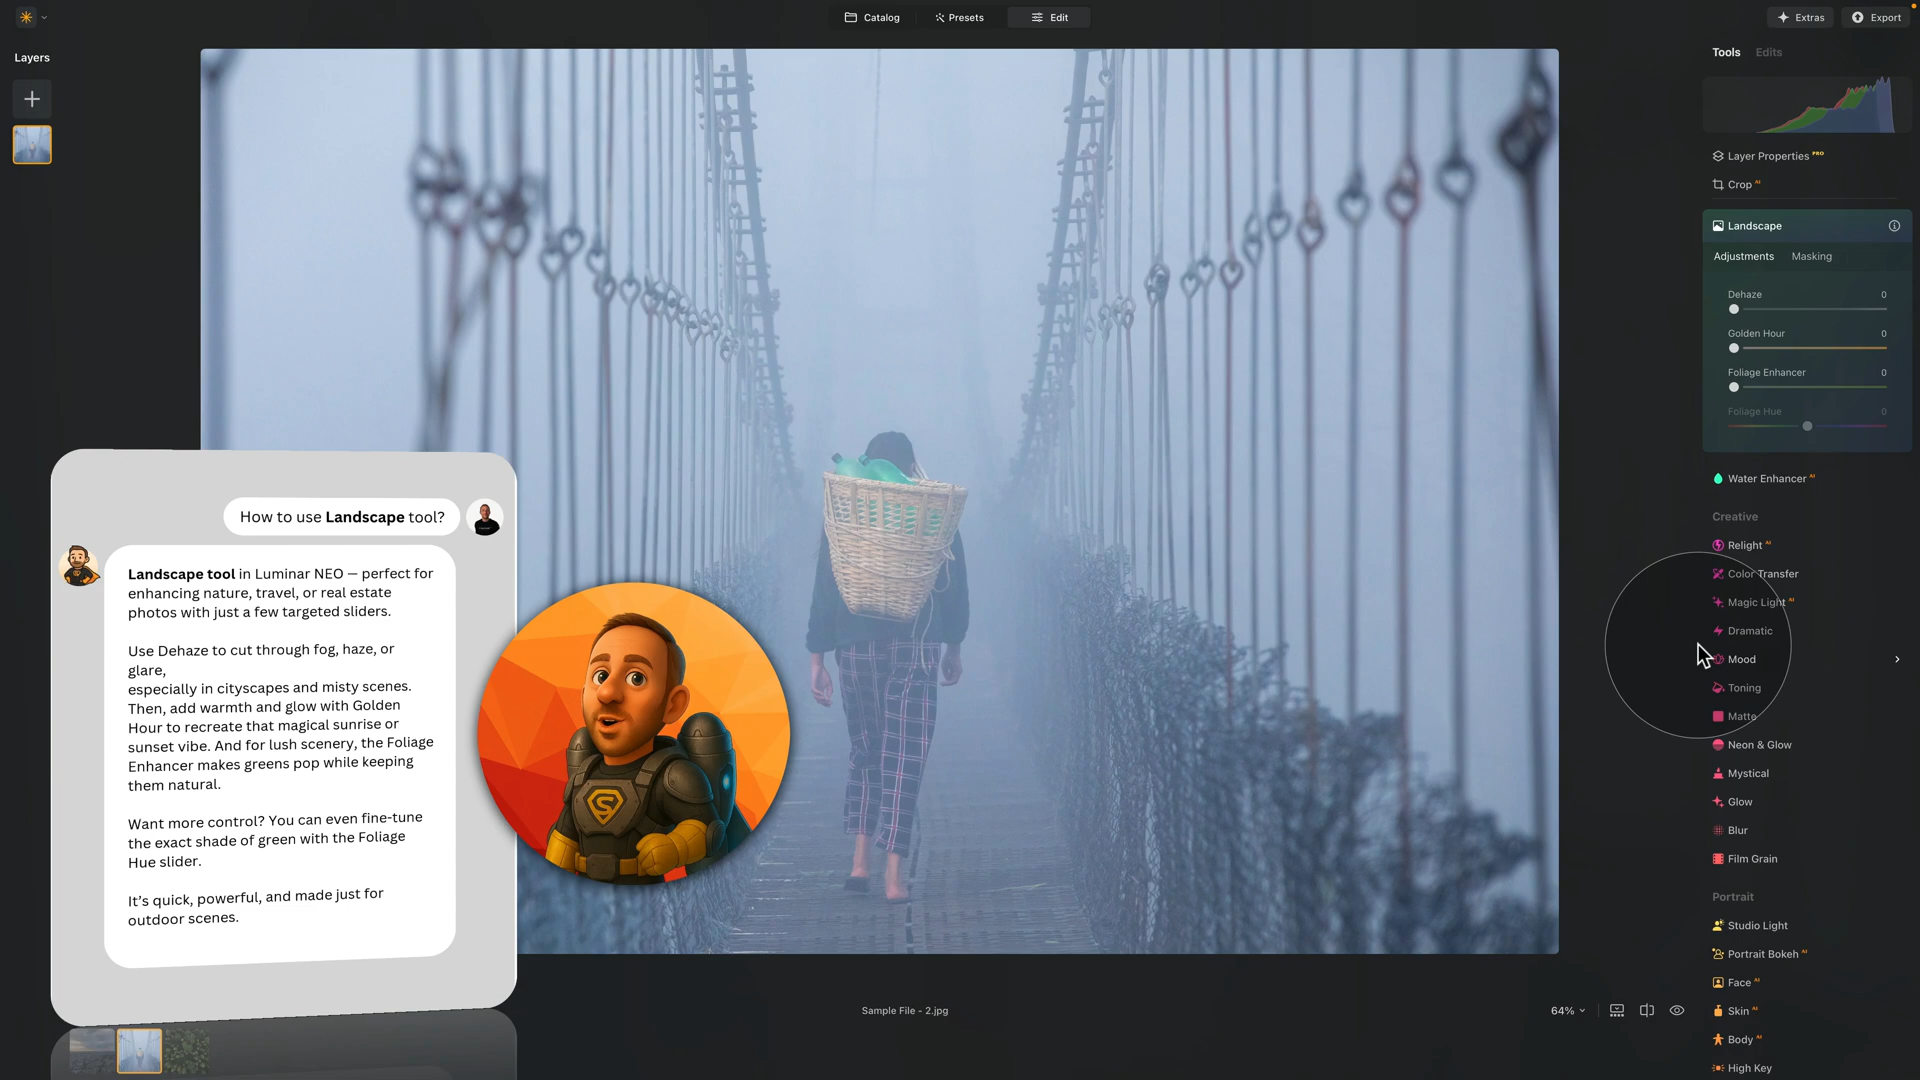 Catalog
Presets
Edit
Extras
Export
Layers
Tools
Edits
Layer Properties PRO
Crop AI
Landscape
Adjustments
Masking
Dehaze 0
Golden Hour 0
Foliage Enhancer 0
Foliage Hue 0
Water Enhancer AI
Creative
Relight AI
Color Transfer
Magic Light AI
Dramatic
Mood
Toning
Matte
Neon & Glow
Mystical
Glow
Blur
Film Grain
Portrait
Studio Light
Portrait Bokeh AI
Face AI
Skin AI
Body AI
High Key
How to use Landscape tool?
Landscape tool in Luminar NEO — perfect for
enhancing nature, travel, or real estate
photos with just a few targeted sliders.
Use Dehaze to cut through fog, haze, or
glare,
especially in cityscapes and misty scenes.
Then, add warmth and glow with Golden
Hour to recreate that magical sunrise or
sunset vibe. And for lush scenery, the Foliage
Enhancer makes greens pop while keeping
them natural.
Want more control? You can even fine-tune
the exact shade of green with the Foliage
Hue slider.
It's quick, powerful, and made just for
outdoor scenes.
S
Sample File - 2.jpg
64%